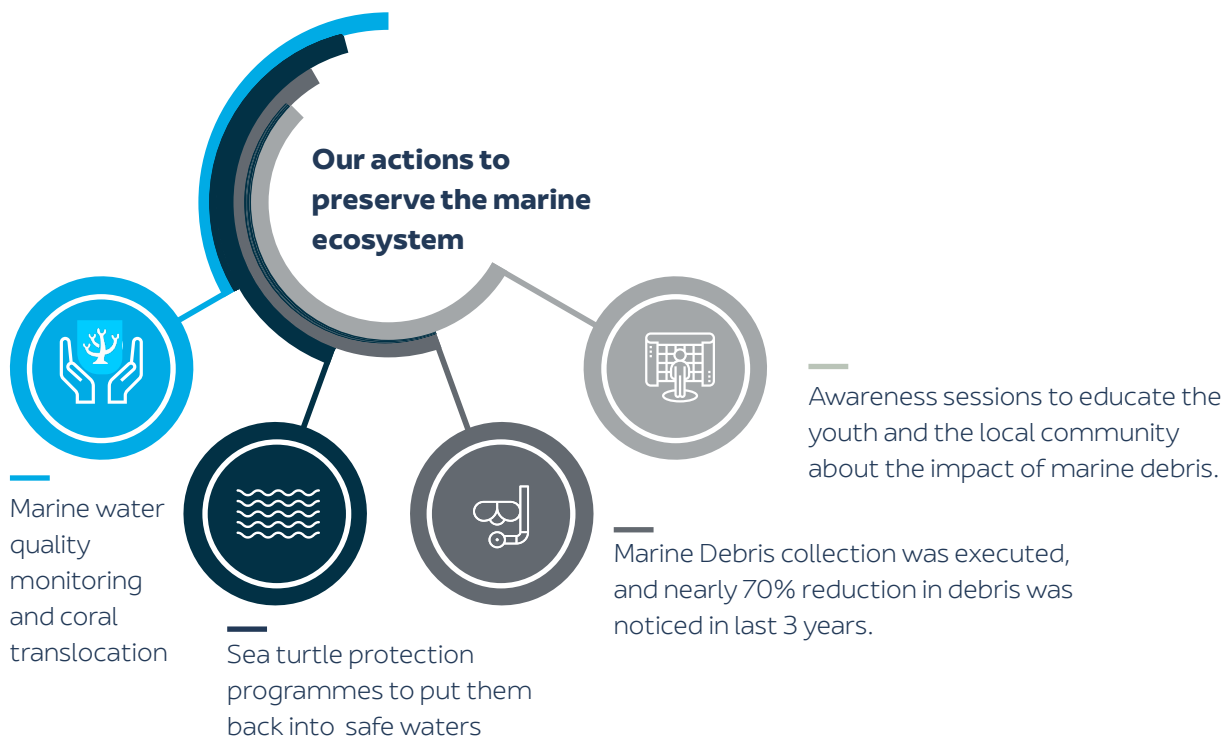 Our actions to
preserve the marine
ecosystem
Marine water
quality
monitoring
and coral
translocation
Sea turtle protection
programmes to put them
back into safe waters
Marine Debris collection was executed,
and nearly 70% reduction in debris was
noticed in last 3 years.
Awareness sessions to educate the
youth and the local community
about the impact of marine debris.